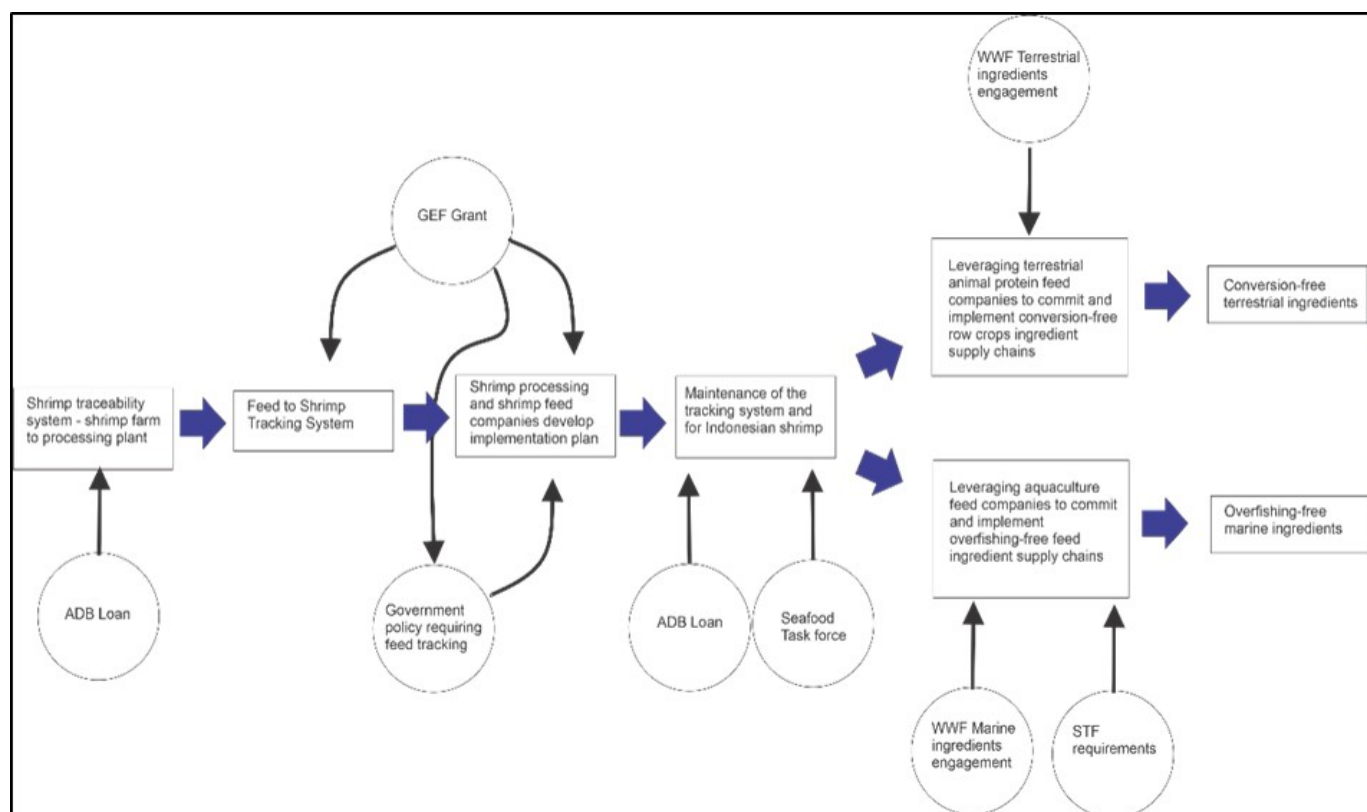 WWF Terrestrial
ingredients
engagement
GEF Grant
Leveraging terrestrial
animal protein feed
companies to commit and
implement conversion-free
row crops ingredient
supply chains
Conversion-free
terrestrial ingredients
Shrimp traceability
system - shrimp farm
to processing plant
Feed to Shrimp
Tracking System
Shrimp processing
and shrimp feed
companies develop
implementation plan
Maintenance of the
tracking system and
for Indonesian shrimp
Leveraging aquaculture
feed companies to commit
and implement
overfishing-free feed
ingredient supply chains
Overfishing-free
marine ingredients
ADB Loan
Government
policy requiring
feed tracking
ADB Loan
Seafood
Task force
WWF Marine
ingredients
engagement
STF
requirements